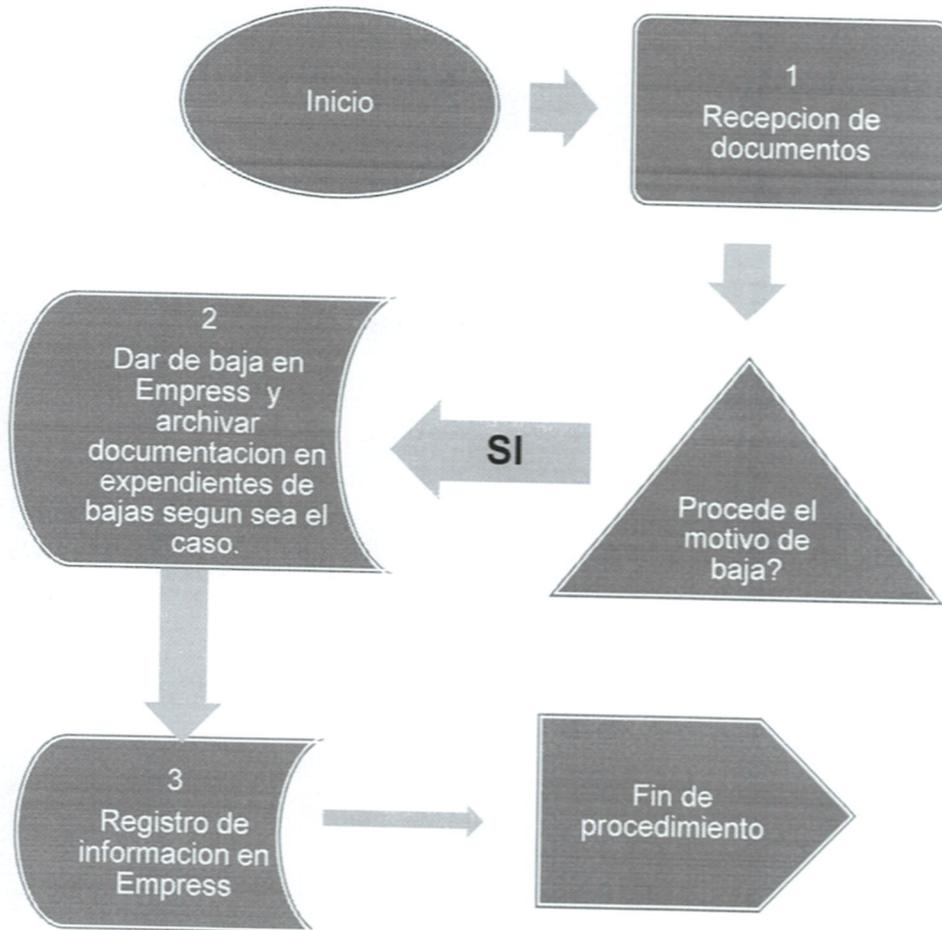 Inicio
1
Recepcion de
documentos
Procede el
motivo de
baja?
SI
2
Dar de baja en
Empress y
archivar
documentacion en
expendientes de
bajas segun sea el
caso.
3
Registro de
informacion en
Empress
Fin de
procedimiento